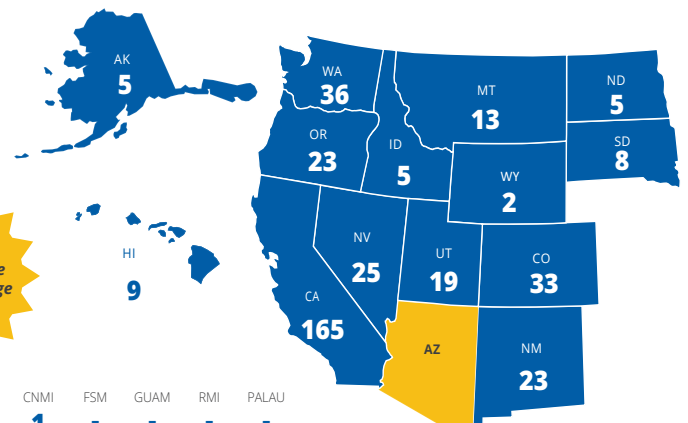 AK
5
WA
36
MT
13
ND
5
OR
23
ID
5
SD
8
WY
2
HI
9
NV
25
UT
19
CO
33
CA
165
AZ
NM
23
CNMI FSM GUAM RMI PALAU
1 - - - -